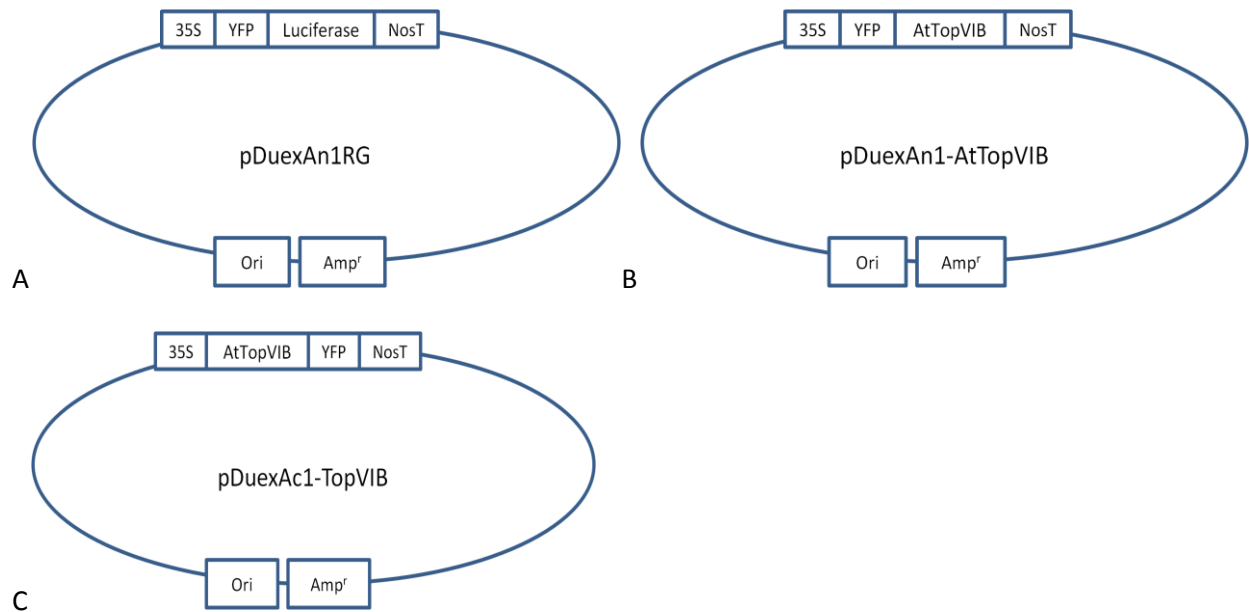 35S YFP Luciferase NosT
pDuexAn1RG
Ori Ampʳ
A
35S YFP AtTopVIB NosT
pDuexAn1-AtTopVIB
Ori Ampʳ
B
35S AtTopVIB YFP NosT
pDuexAc1-TopVIB
Ori Ampʳ
C